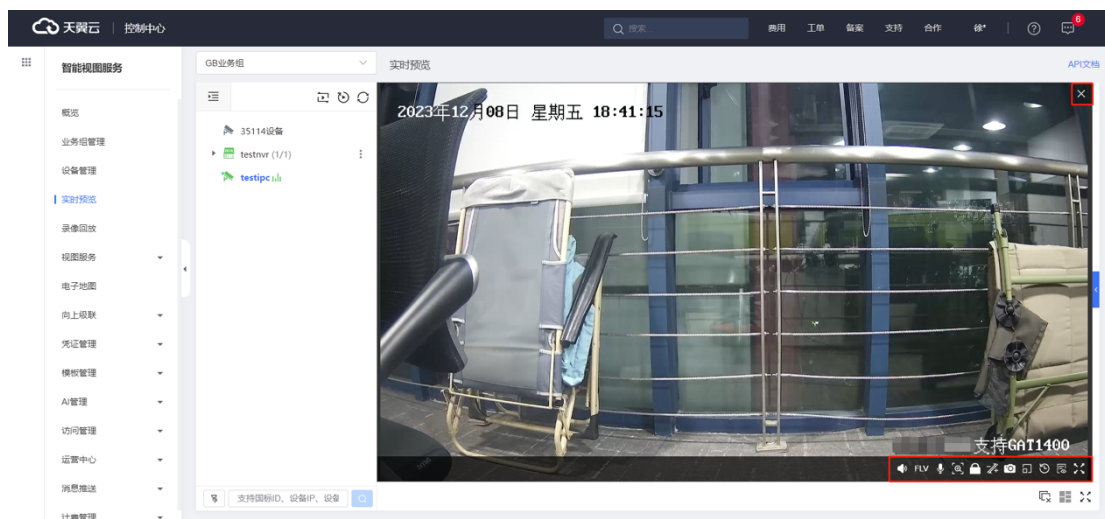 天翼云 控制中心 搜索... 费用 工单 备案 支持 合作 徐* 6
智能视图服务
GB业务组
实时预览
API文档
概览
业务组管理
设备管理
实时预览
录像回放
视图服务
电子地图
向上级联
凭证管理
模板管理
AI管理
访问管理
运营中心
消息推送
计费管理
35114设备
testnvr (1/1)
testipc
2023年12月08日 星期五 18:41:15
支持GAT1400
FLV
支持国标ID、设备IP、设备